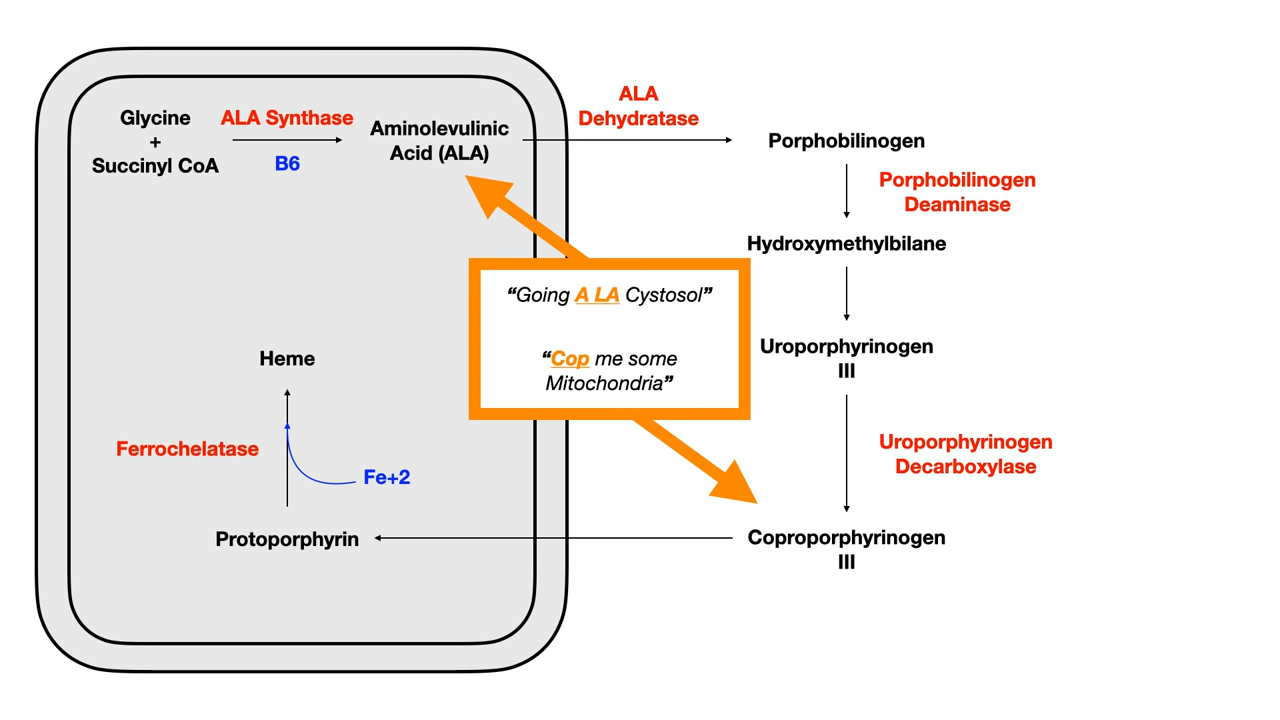 Glycine
+
Succinyl CoA
ALA Synthase
B6
Aminolevulinic
Acid (ALA)
ALA
Dehydratase
Porphobilinogen
Porphobilinogen
Deaminase
Hydroxymethylbilane
Uroporphyrinogen
III
Uroporphyrinogen
Decarboxylase
Coproporphyrinogen
III
“Going A LA Cystosol”
“Cop me some
Mitochondria”
Heme
Ferrochelatase
Fe+2
Protoporphyrin